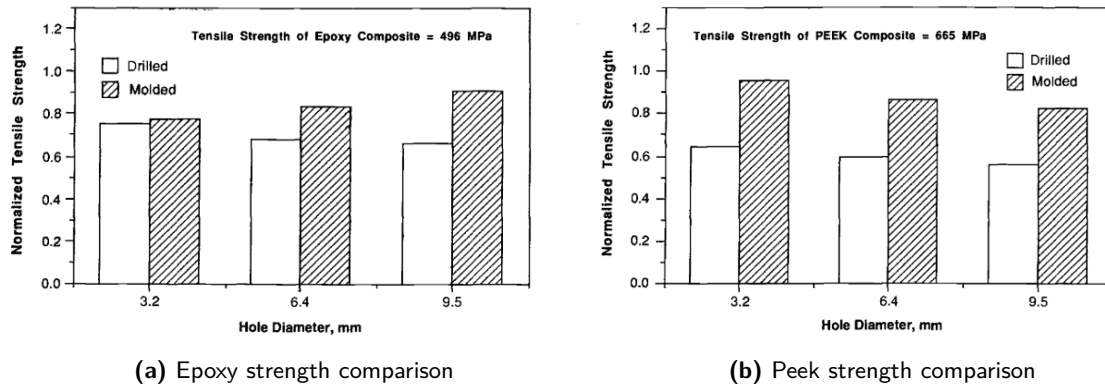 Tensile Strength of Epoxy Composite = 496 MPa
Drilled
Molded
Normalized Tensile Strength
1.2
1.0
0.8
0.6
0.4
0.2
0.0
3.2 6.4 9.5
Hole Diameter, mm
(a) Epoxy strength comparison
Tensile Strength of PEEK Composite = 665 MPa
Drilled
Molded
Normalized Tensile Strength
1.2
1.0
0.8
0.6
0.4
0.2
0.0
3.2 6.4 9.5
Hole Diameter, mm
(b) Peek strength comparison